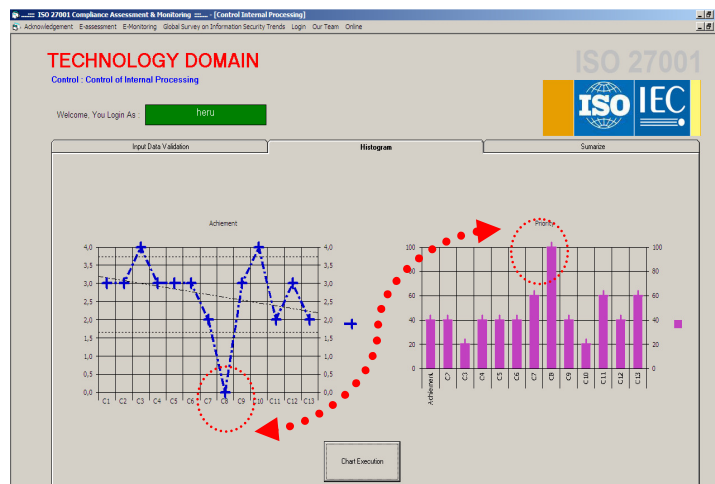 ....:::: ISO 27001 Compliance Assessment & Monitoring ::::.... - [Control Internal Processing]
Acknowledgement E-assessment E-Monitoring Global Survey on Information Security Trends Login Our Team Online
TECHNOLOGY DOMAIN
ISO 27001
Control : Control of Internal Processing
ISO IEC
Welcome, You Login As : heru
Input Data Validation Histogram Sumarize
Achiement Priority
4,0 4,0 100 100
3,5 3,5
3,0 3,0 80 80
2,5 2,5 60 60
2,0 2,0
1,5 1,5 40 40
1,0 1,0
0,5 0,5 20 20
0,0 0,0 0 0
C1 C2 C3 C4 C5 C6 C7 C8 C9 C10 C11 C12 C13
Achiement C2 C3 C4 C5 C6 C7 C8 C9 C10 C11 C12 C13
Chart Execution